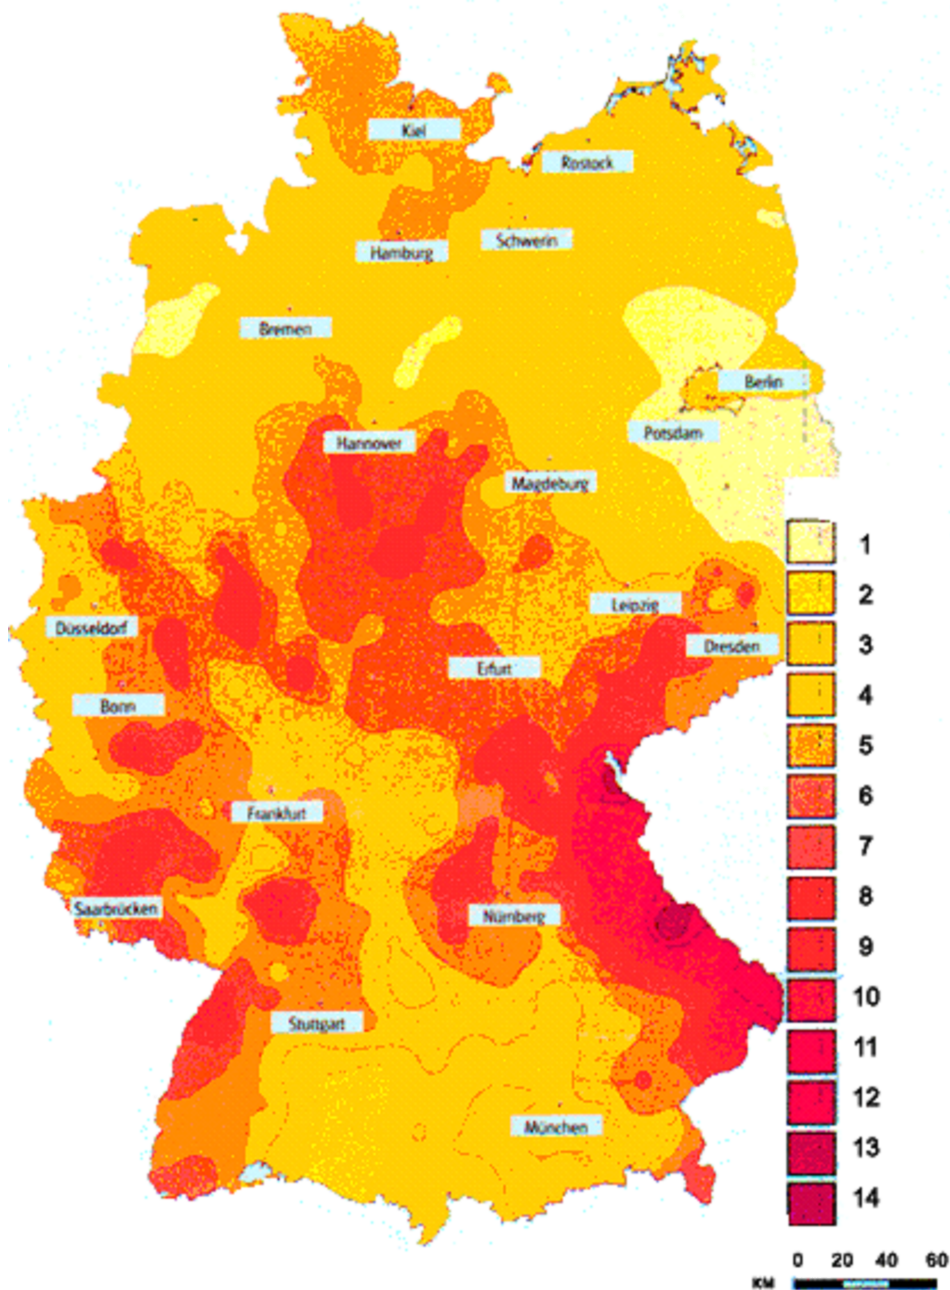 Kiel
Rostock
Hamburg
Schwerin
Bremen
Berlin
Potsdam
Hannover
Magdeburg
Leipzig
Düsseldorf
Dresden
Erfurt
Bonn
Frankfurt
Saarbrücken
Nürnberg
Stuttgart
München
1
2
3
4
5
6
7
8
9
10
11
12
13
14
0 20 40 60
KM